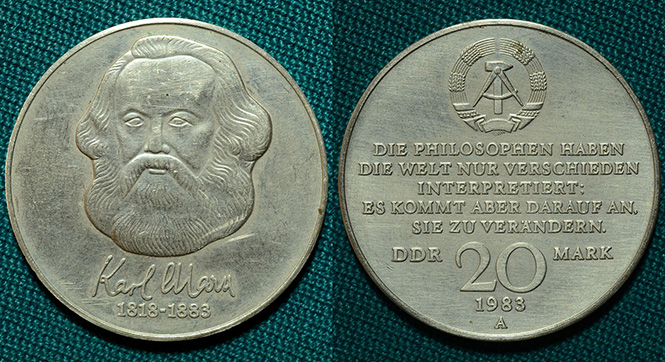 Karl Marx
1818-1883
DIE PHILOSOPHEN HABEN
DIE WELT NUR VERSCHIEDEN
INTERPRETIERT;
ES KOMMT ABER DARAUF AN,
SIE ZU VERÄNDERN.
DDR 20 MARK
1983
A